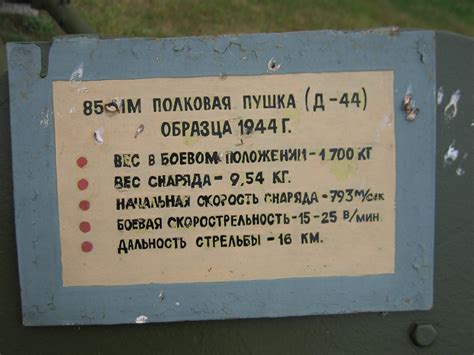 85-ММ ПОЛКОВАЯ ПУШКА (Д-44)
ОБРАЗЦА 1944 Г.
ВЕС В БОЕВОМ ПОЛОЖЕНИИ - 1700 КГ
ВЕС СНАРЯДА - 9,54 КГ.
НАЧАЛЬНАЯ СКОРОСТЬ СНАРЯДА - 793 М/СЕК
БОЕВАЯ СКОРОСТРЕЛЬНОСТЬ - 15-25 В/МИН.
ДАЛЬНОСТЬ СТРЕЛЬБЫ - 16 КМ.